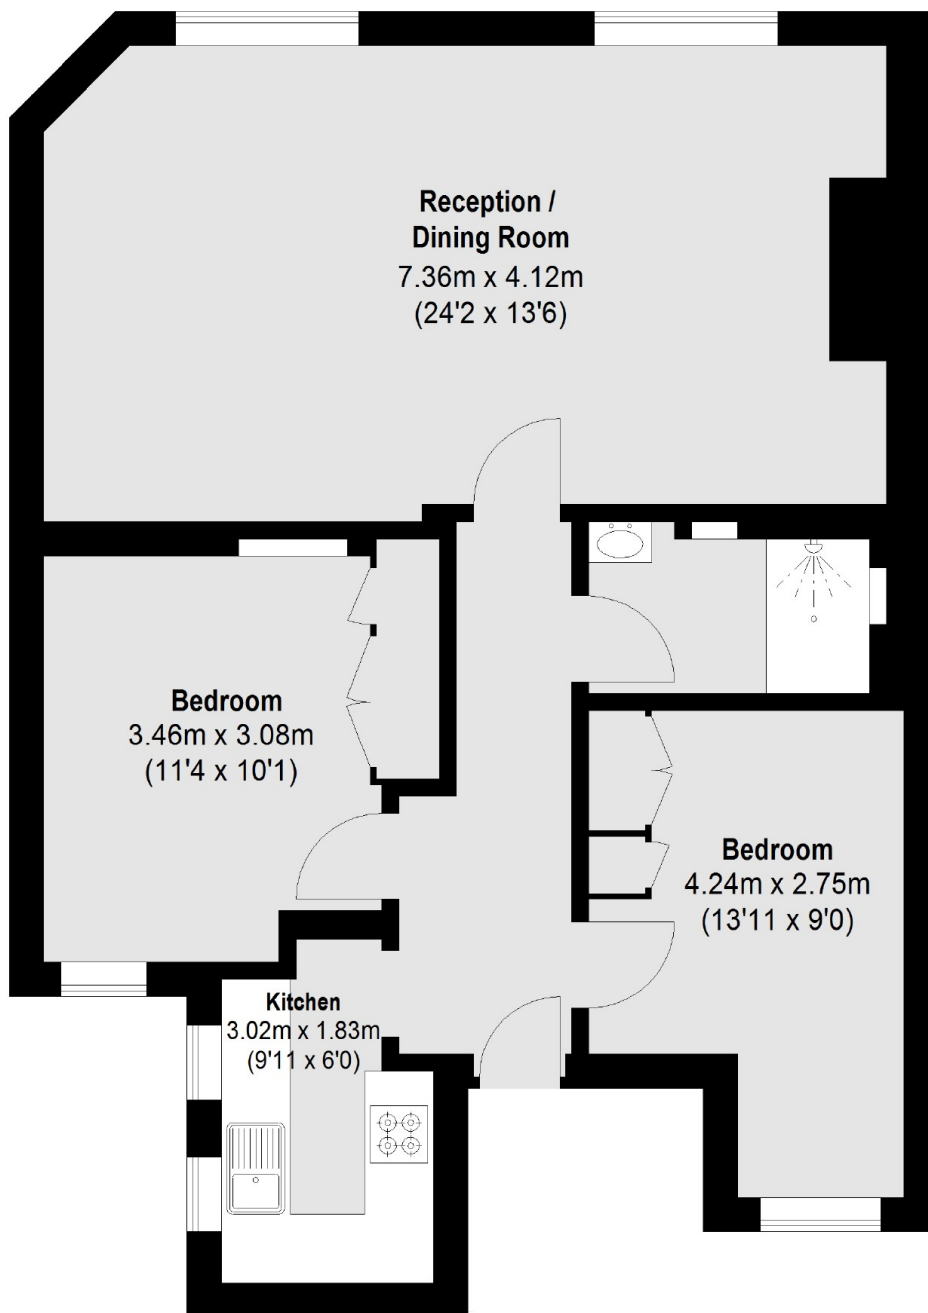 Reception /
Dining Room
7.36m x 4.12m
(24'2 x 13'6)
Bedroom
3.46m x 3.08m
(11'4 x 10'1)
Bedroom
4.24m x 2.75m
(13'11 x 9'0)
Kitchen
3.02m x 1.83m
(9'11 x 6'0)